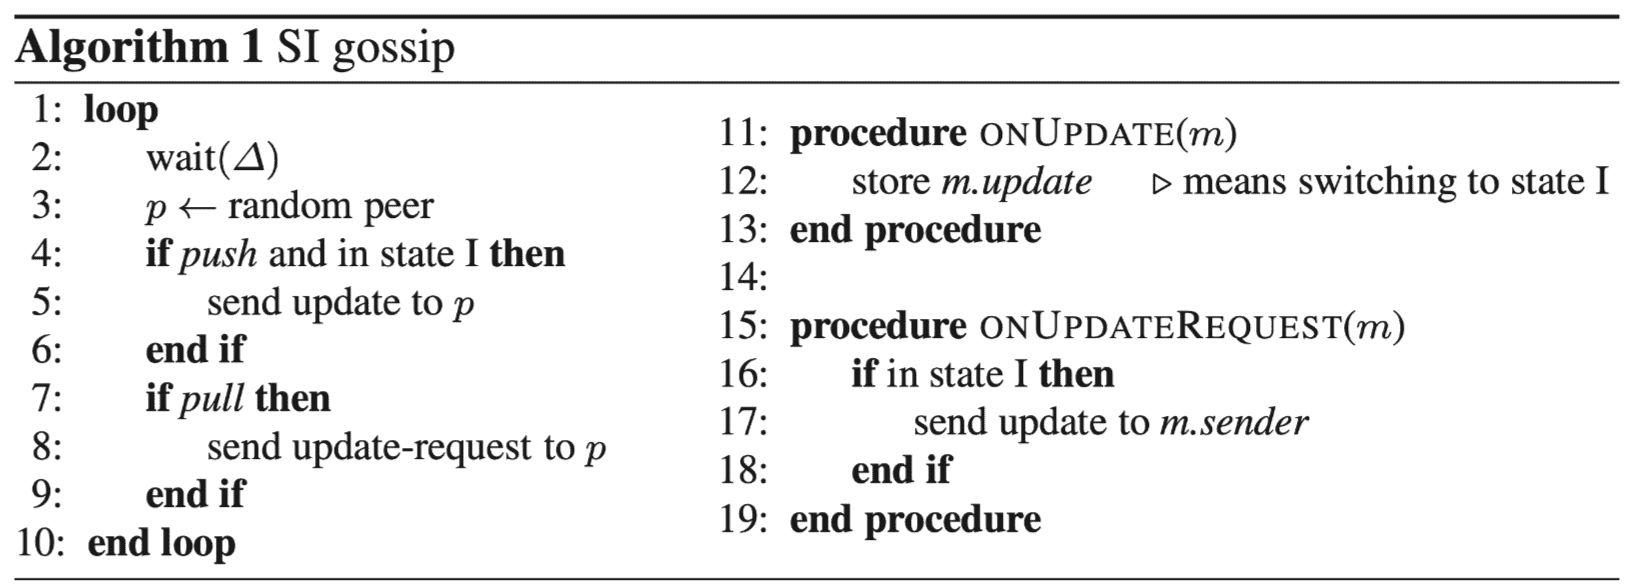 Algorithm 1 SI gossip
1: loop
2: wait(Δ)
3: p ← random peer
4: if push and in state I then
5: send update to p
6: end if
7: if pull then
8: send update-request to p
9: end if
10: end loop
11: procedure ONUPDATE(m)
12: store m.update ▷ means switching to state I
13: end procedure
14:
15: procedure ONUPDATEREQUEST(m)
16: if in state I then
17: send update to m.sender
18: end if
19: end procedure